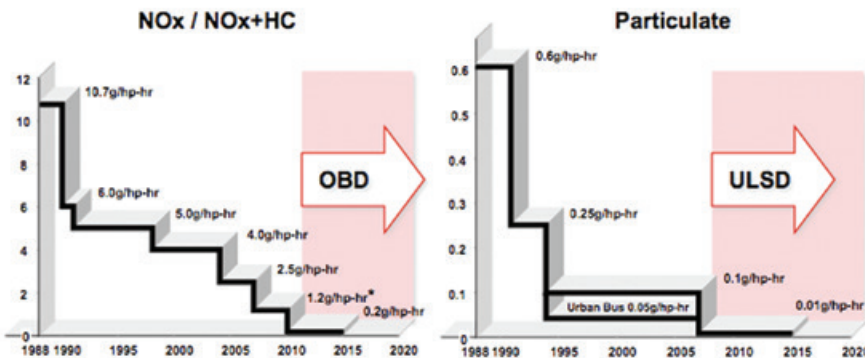 NOx / NOx+HC
12
10
8
6
4
2
0
10.7g/hp-hr
6.0g/hp-hr
5.0g/hp-hr
4.0g/hp-hr
2.5g/hp-hr
1.2g/hp-hr*
0.2g/hp-hr
OBD
1988 1990 1995 2000 2005 2010 2015 2020
Particulate
0.6
0.5
0.4
0.3
0.2
0.1
0
0.6g/hp-hr
0.25g/hp-hr
0.1g/hp-hr
Urban Bus 0.05g/hp-hr
0.01g/hp-hr
ULSD
1988 1990 1995 2000 2005 2010 2015 202